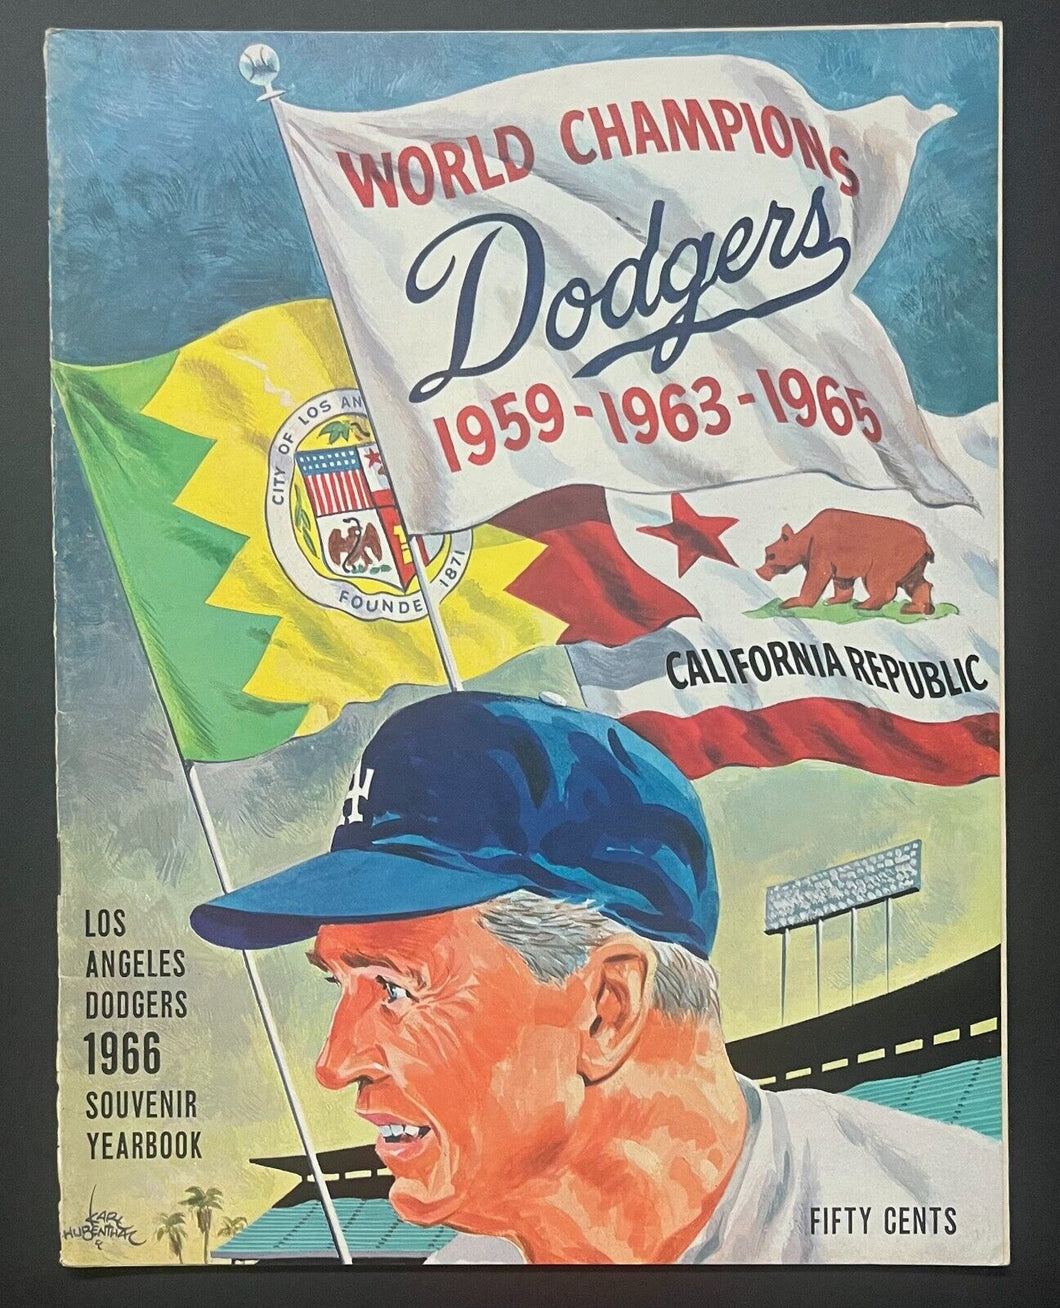 WORLD CHAMPIONS
Dodgers
1959-1963-1965
CITY OF LOS AN
FOUNDE 1871
CALIFORNIA REPUBLIC
LOS
ANGELES
DODGERS
1966
SOUVENIR
YEARBOOK
KARL
HUBENTHAL
FIFTY CENTS